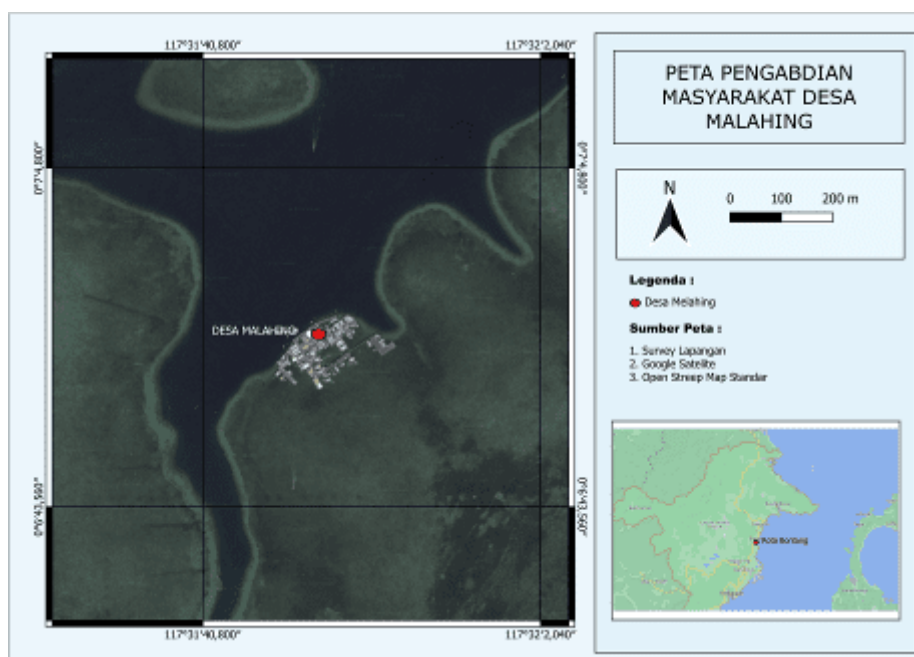 117°31'40,800" 117°32'2,040"
0°7'4,800" 0°7'4,800"
DESA MALAHING
0°6'43,560" 0°6'43,560"
117°31'40,800" 117°32'2,040"
PETA PENGABDIAN
MASYARAKAT DESA
MALAHING
N
0 100 200 m
Legenda :
Desa Melahing
Sumber Peta :
1. Survey Lapangan
2. Google Satelite
3. Open Streep Map Standar
Kota Bontang